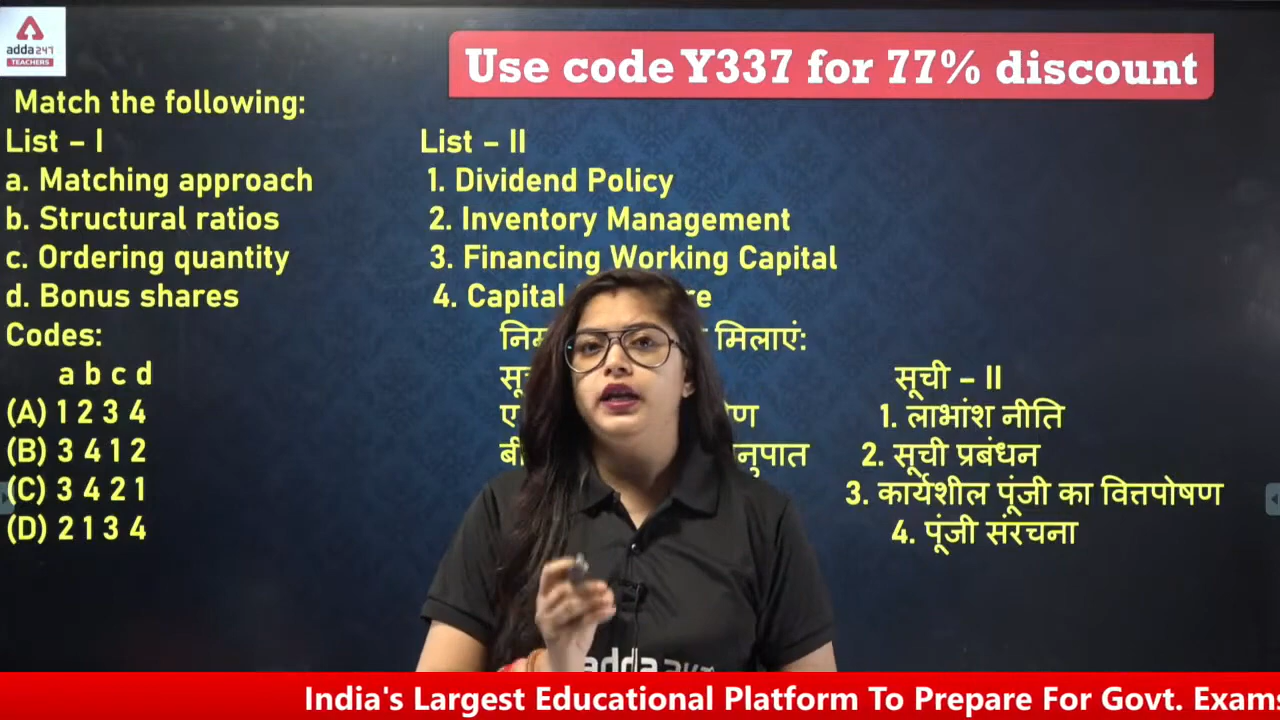 adda247
TEACHERS
Use code Y337 for 77% discount
Match the following:
List – I List – II
a. Matching approach 1. Dividend Policy
b. Structural ratios 2. Inventory Management
c. Ordering quantity 3. Financing Working Capital
d. Bonus shares 4. Capital
Codes: मिलाएं:
a b c d सूची – II
(A) 1 2 3 4 1. लाभांश नीति
(B) 3 4 1 2 2. सूची प्रबंधन
(C) 3 4 2 1 3. कार्यशील पूंजी का वित्तपोषण
(D) 2 1 3 4 4. पूंजी संरचना
adda247
India's Largest Educational Platform To Prepare For Govt. Exams